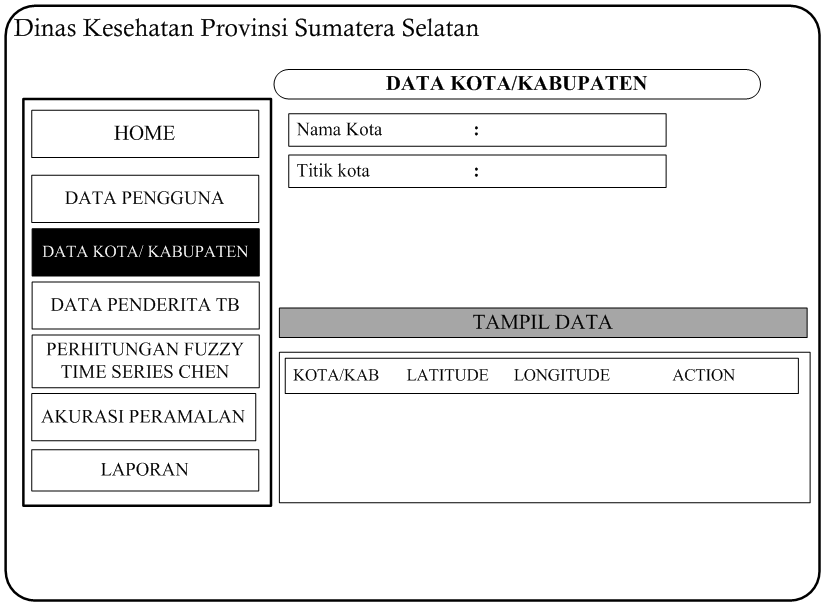 Dinas Kesehatan Provinsi Sumatera Selatan
DATA KOTA/KABUPATEN
HOME
DATA PENGGUNA
DATA KOTA/ KABUPATEN
DATA PENDERITA TB
PERHITUNGAN FUZZY
TIME SERIES CHEN
AKURASI PERAMALAN
LAPORAN
Nama Kota :
Titik kota :
TAMPIL DATA
KOTA/KAB LATITUDE LONGITUDE ACTION